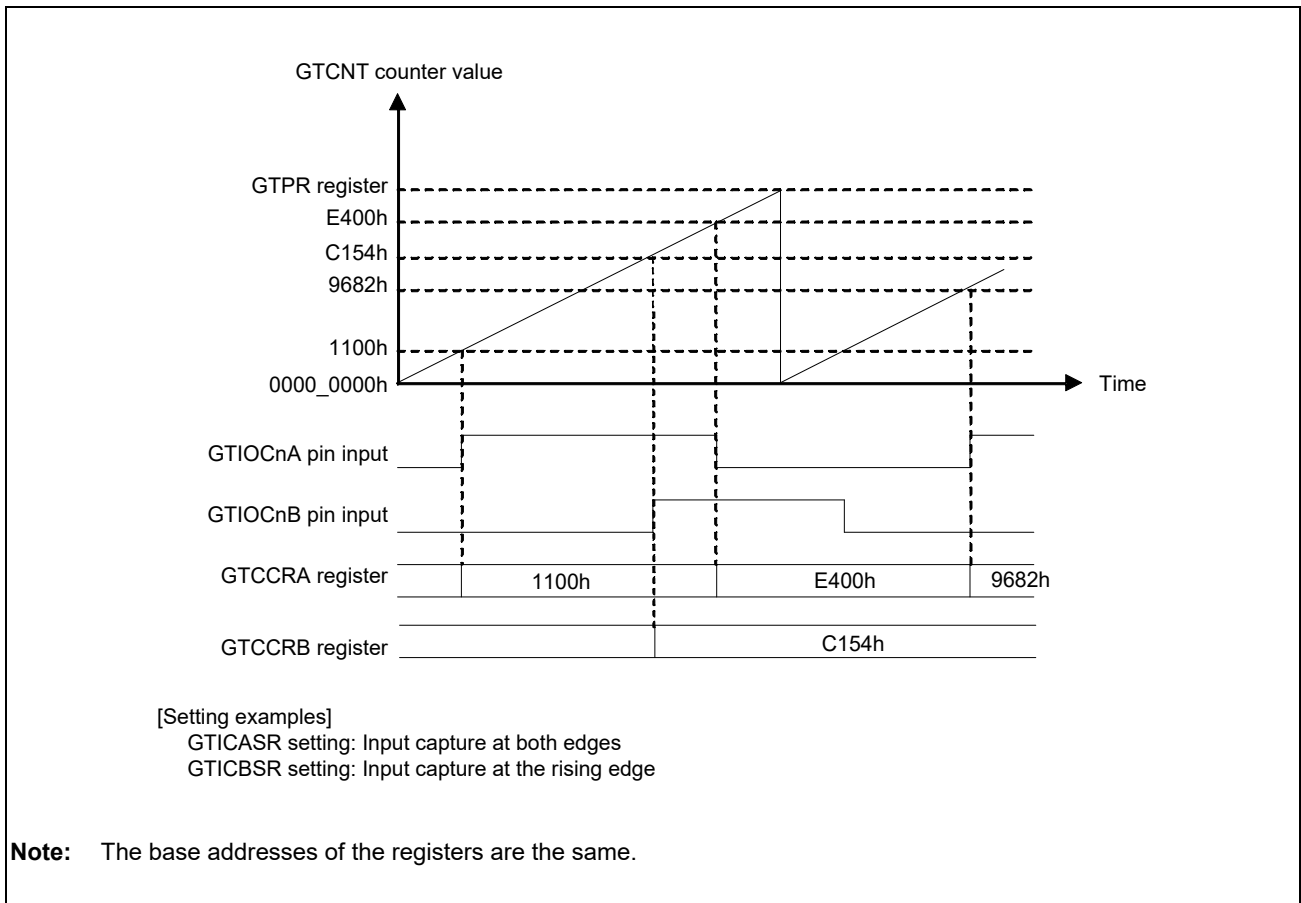 GTCNT counter value
GTPR register
E400h
C154h
9682h
1100h
0000_0000h
Time
GTIOCnA pin input
GTIOCnB pin input
GTCCRA register
1100h
E400h
9682h
GTCCRB register
C154h
[Setting examples]
GTICASR setting: Input capture at both edges
GTICBSR setting: Input capture at the rising edge
Note: The base addresses of the registers are the same.